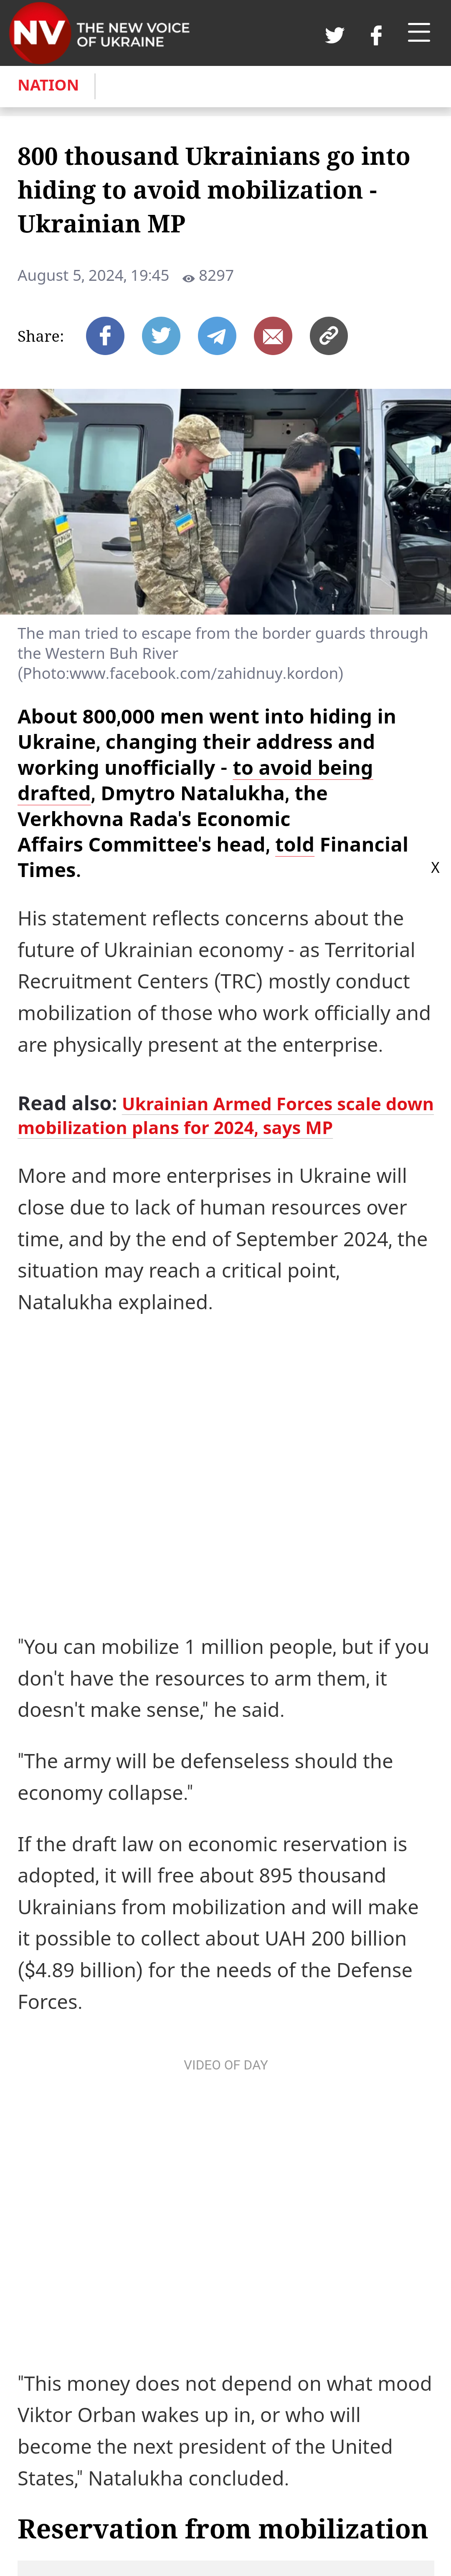 NV THE NEW VOICE
OF UKRAINE
NATION
800 thousand Ukrainians go into
hiding to avoid mobilization -
Ukrainian MP
August 5, 2024, 19:45 8297
Share:
The man tried to escape from the border guards through
the Western Buh River
(Photo:www.facebook.com/zahidnuy.kordon)
About 800,000 men went into hiding in
Ukraine, changing their address and
working unofficially - to avoid being
drafted, Dmytro Natalukha, the
Verkhovna Rada's Economic
Affairs Committee's head, told Financial
Times.
X
His statement reflects concerns about the
future of Ukrainian economy - as Territorial
Recruitment Centers (TRC) mostly conduct
mobilization of those who work officially and
are physically present at the enterprise.
Read also: Ukrainian Armed Forces scale down
mobilization plans for 2024, says MP
More and more enterprises in Ukraine will
close due to lack of human resources over
time, and by the end of September 2024, the
situation may reach a critical point,
Natalukha explained.
"You can mobilize 1 million people, but if you
don't have the resources to arm them, it
doesn't make sense," he said.
"The army will be defenseless should the
economy collapse."
If the draft law on economic reservation is
adopted, it will free about 895 thousand
Ukrainians from mobilization and will make
it possible to collect about UAH 200 billion
($4.89 billion) for the needs of the Defense
Forces.
VIDEO OF DAY
"This money does not depend on what mood
Viktor Orban wakes up in, or who will
become the next president of the United
States," Natalukha concluded.
Reservation from mobilization